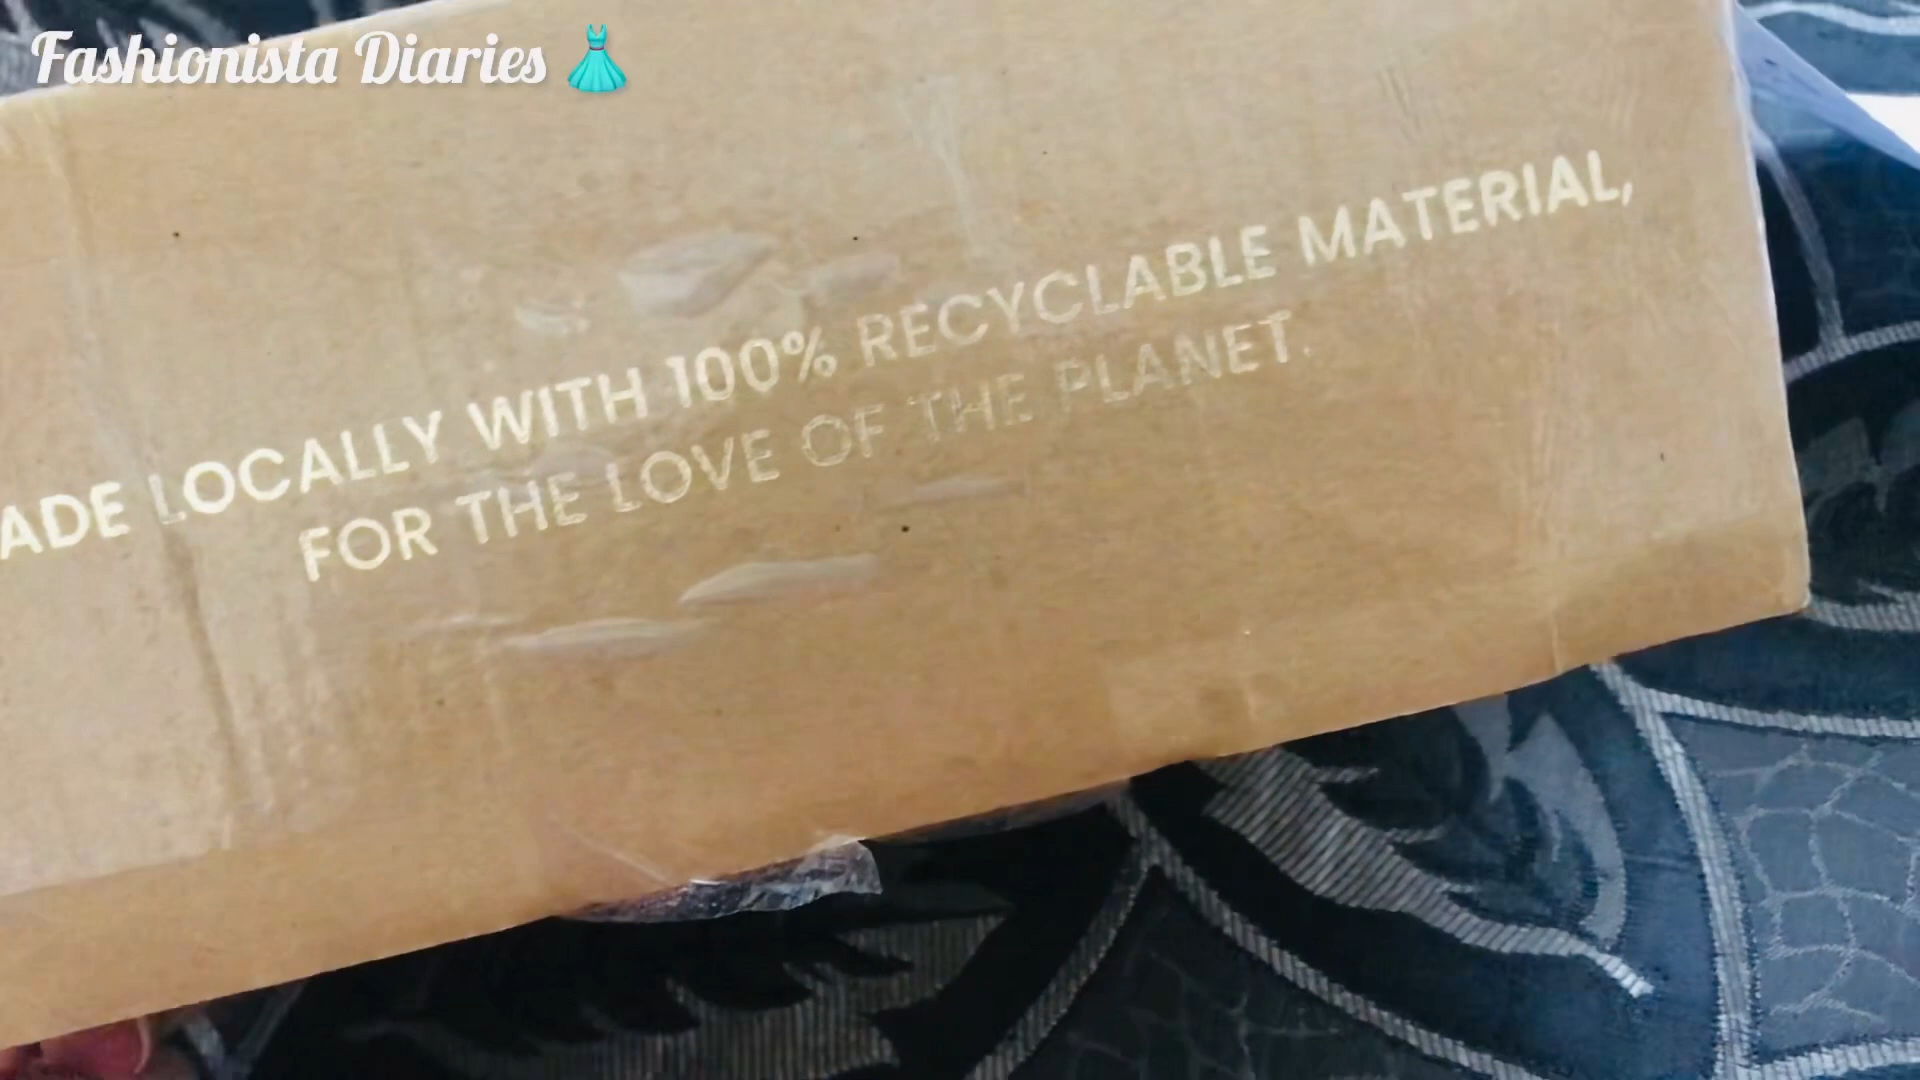 Fashionista Diaries 👗
ADE LOCALLY WITH 100% RECYCLABLE MATERIAL,
FOR THE LOVE OF THE PLANET.